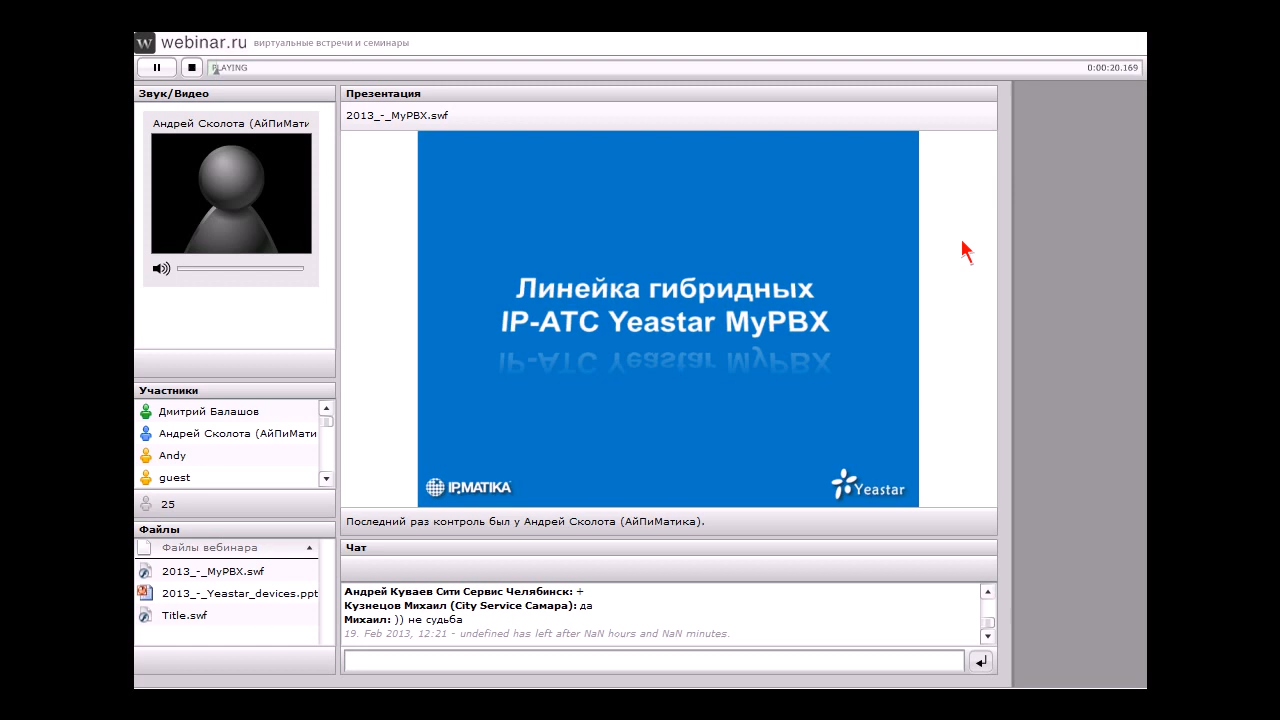 w webinar.ru виртуальные встречи и семинары
PLAYING 0:00:20.169
Звук/Видео
Андрей Сколота (АйПиМати
Участники
Дмитрий Балашов
Андрей Сколота (АйПиМати
Andy
guest
25
Файлы
Файлы вебинара
2013_-_MyPBX.swf
2013_-_Yeastar_devices.ppt
Title.swf
Презентация
2013_-_MyPBX.swf
Линейка гибридных
IP-АТС Yeastar MyPBX
IP.MATIKA
Yeastar
Последний раз контроль был у Андрей Сколота (АйПиМатика).
Чат
Андрей Куваев Сити Сервис Челябинск: +
Кузнецов Михаил (City Service Самара): да
Михаил: )) не судьба
19. Feb 2013, 12:21 - undefined has left after NaN hours and NaN minutes.